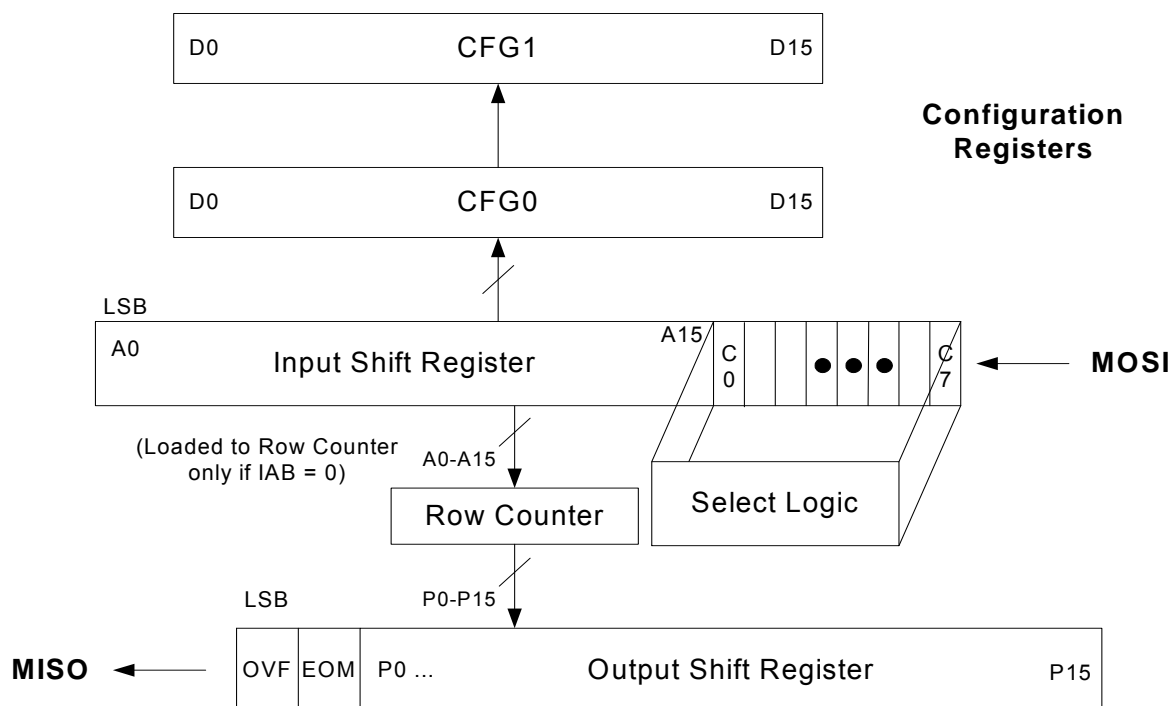 D0 CFG1 D15
Configuration
Registers
D0 CFG0 D15
LSB
A0 Input Shift Register A15 C0 C7 MOSI
(Loaded to Row Counter
only if IAB = 0)
A0-A15
Row Counter
Select Logic
P0-P15
LSB
MISO OVF EOM P0 ... Output Shift Register P15